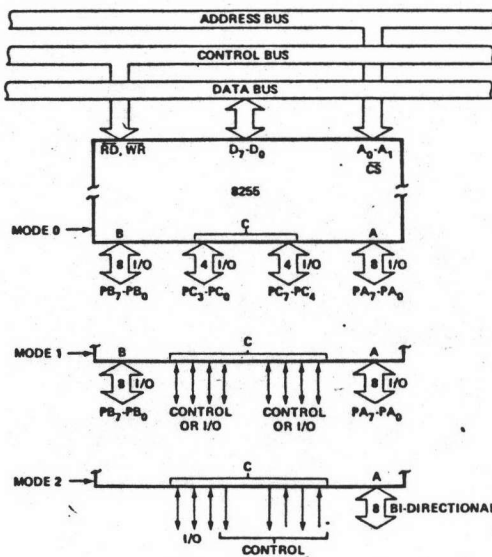 ADDRESS BUS
CONTROL BUS
DATA BUS
RD, WR D7-D0 A0-A1
CS
8255
MODE 0 B C A
8 I/O 4 I/O 4 I/O 8 I/O
PB7-PB0 PC3-PC0 PC7-PC4 PA7-PA0
MODE 1 B C A
8 I/O 8 I/O
PB7-PB0 CONTROL OR I/O CONTROL OR I/O PA7-PA0
MODE 2 C A
8 BI-DIRECTIONAL
I/O CONTROL